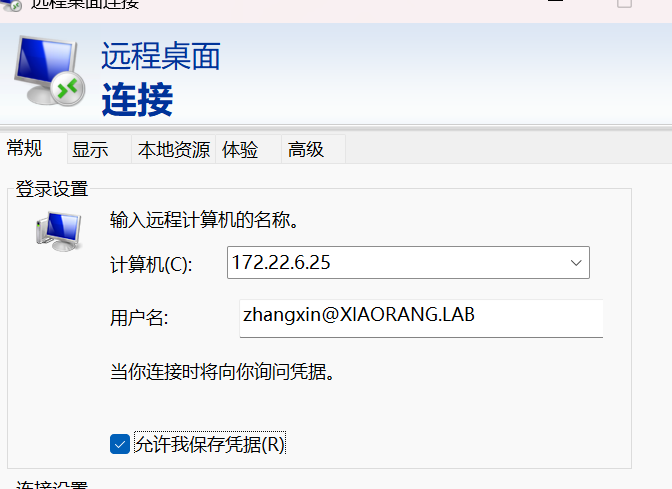 远程桌面连接
远程桌面
连接
常规 显示 本地资源 体验 高级
登录设置
输入远程计算机的名称。
计算机(C): 172.22.6.25
用户名: zhangxin@XIAORANG.LAB
当你连接时将向你询问凭据。
允许我保存凭据(R)
连接设置